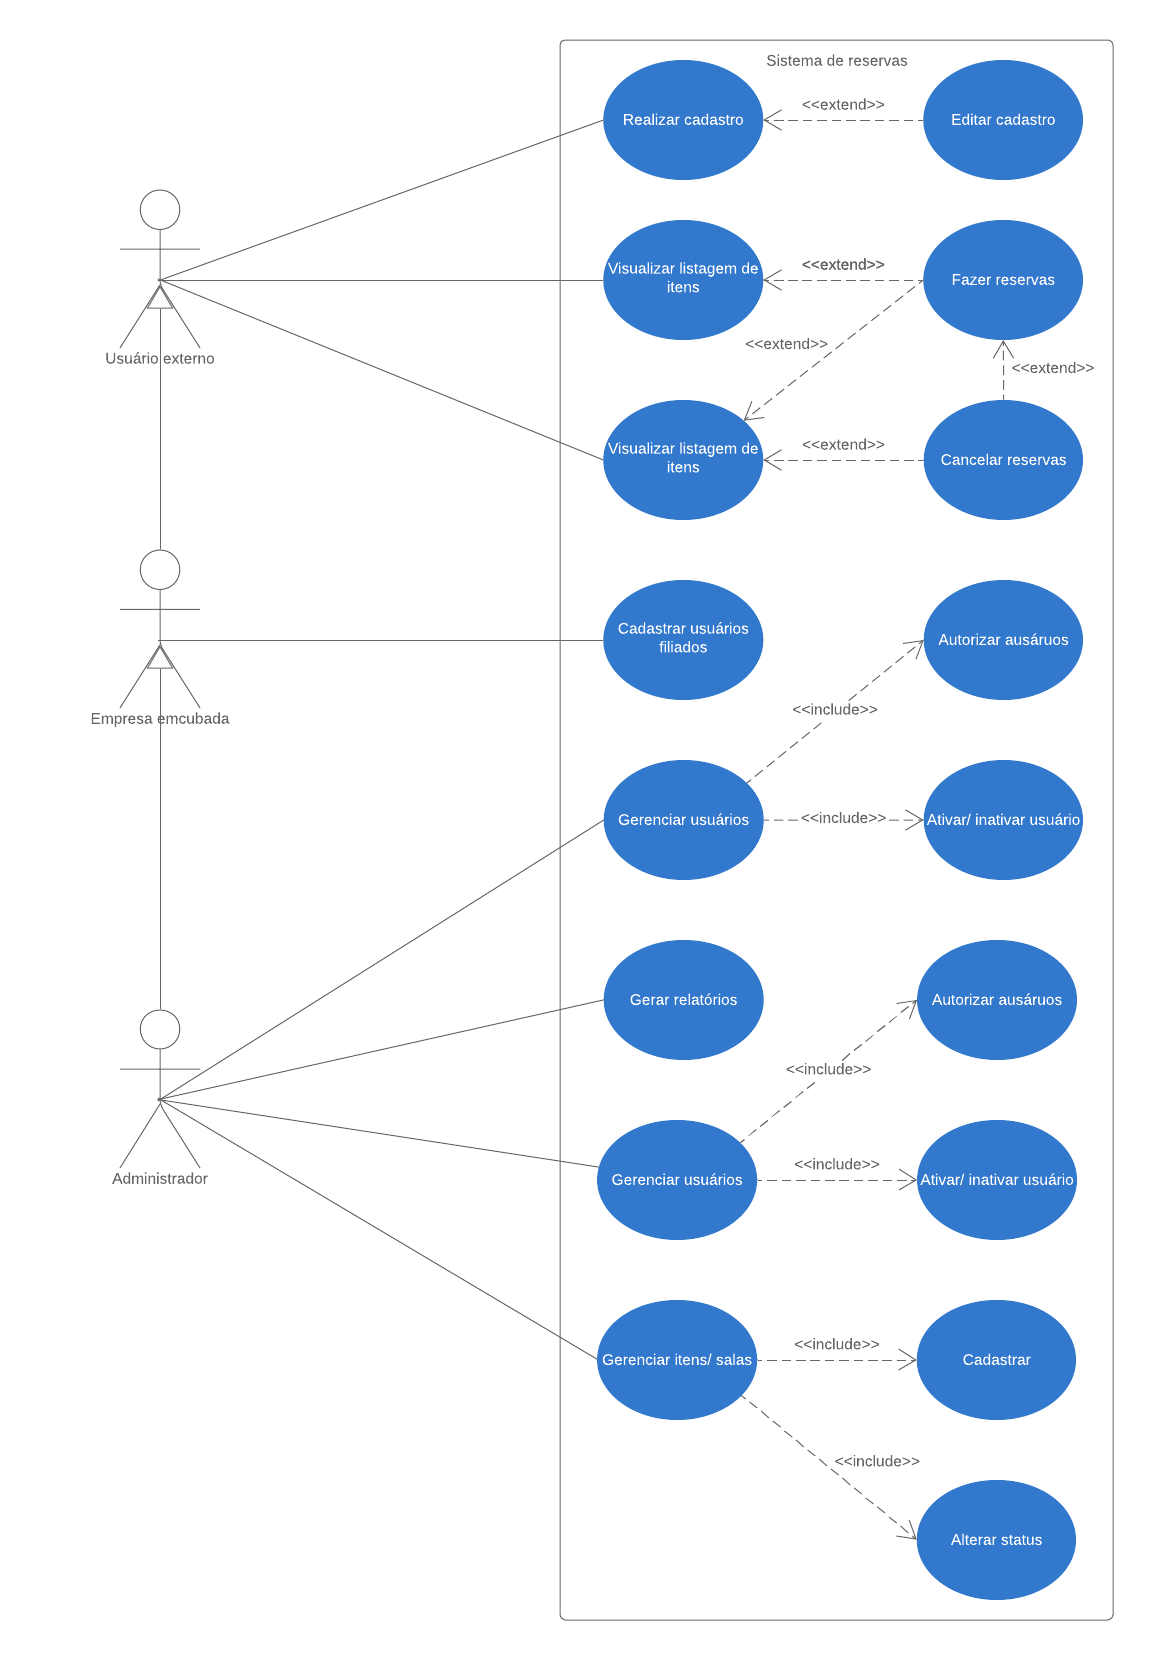 Sistema de reservas
Realizar cadastro
<<extend>>
Editar cadastro
Visualizar listagem de
itens
<<extend>>
Fazer reservas
<<extend>>
Usuário externo
<<extend>>
Visualizar listagem de
itens
<<extend>>
Cancelar reservas
Cadastrar usuários
filiados
Autorizar ausáruos
Empresa emcubada
<<include>>
Gerenciar usuários
<<include>>
Ativar/ inativar usuário
Gerar relatórios
Autorizar ausáruos
<<include>>
Administrador
Gerenciar usuários
<<include>>
Ativar/ inativar usuário
Gerenciar itens/ salas
<<include>>
Cadastrar
<<include>>
Alterar status